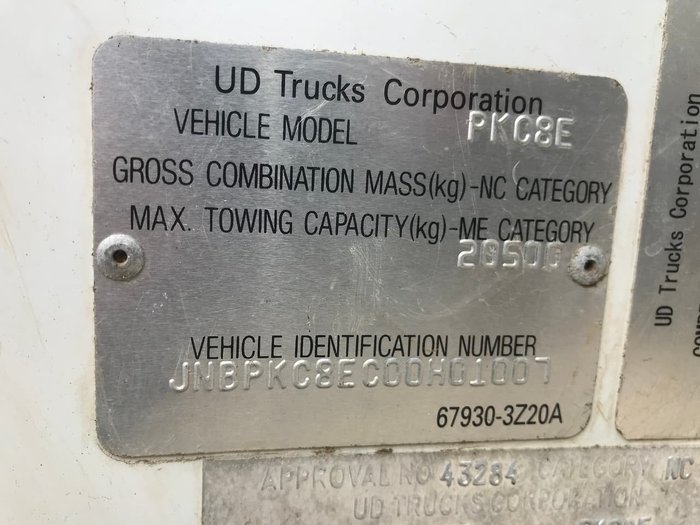 UD Trucks Corporation
VEHICLE MODEL PKC8E
GROSS COMBINATION MASS(kg)-NC CATEGORY
MAX. TOWING CAPACITY(kg)-ME CATEGORY
20500
VEHICLE IDENTIFICATION NUMBER
JNBPKC8EC00H01007
67930-3Z20A
APPROVAL NO 43284 CATEGORY NC
UD TRUCKS CORPORATION
UD Trucks Corporation